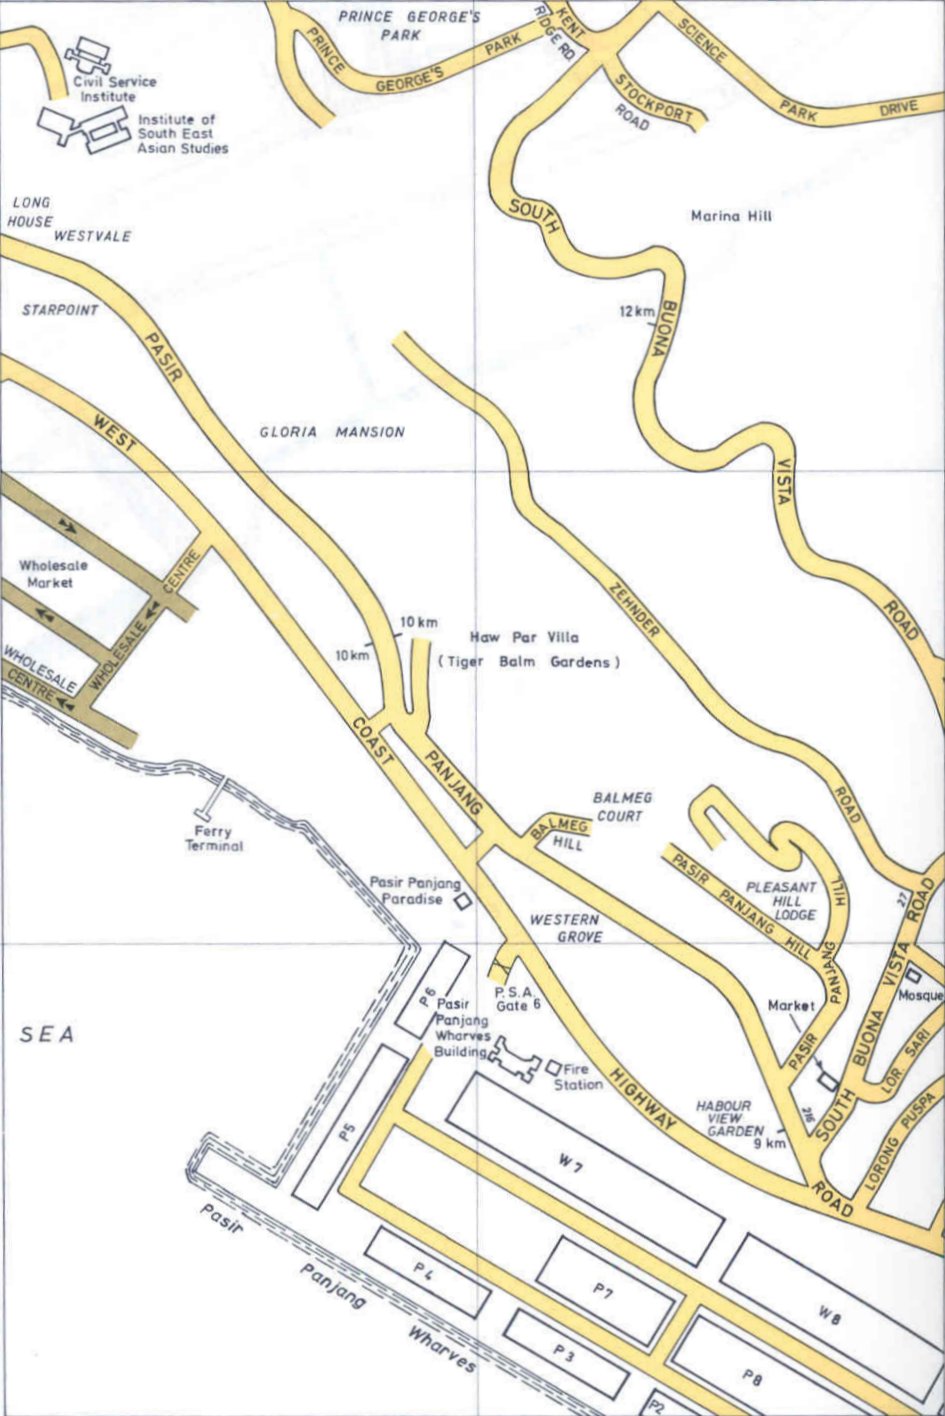 PRINCE GEORGE'S
PARK
KENT
RIDGE RD.
SCIENCE PARK DRIVE
PRINCE GEORGE'S PARK
STOCKPORT
ROAD
Civil Service
Institute
Institute of
South East
Asian Studies
LONG
HOUSE
WESTVALE
Marina Hill
STARPOINT
12 km
SOUTH BUONA VISTA ROAD
PASIR PANJANG ROAD
GLORIA MANSION
WEST COAST HIGHWAY
Wholesale
Market
WHOLESALE CENTRE
WHOLESALE
CENTRE
10 km
10 km
Haw Par Villa
(Tiger Balm Gardens)
ZEHNDER ROAD
Ferry
Terminal
BALMEG
COURT
BALMEG
HILL
PASIR PANJANG HILL
PASIR PANJANG HILL
PLEASANT
HILL
LODGE
27
Pasir Panjang
Paradise
WESTERN
GROVE
SOUTH BUONA VISTA ROAD
Mosque
P.S.A.
Gate 6
Market
SEA
P6
Pasir
Panjang
Wharves
Building
Fire
Station
LOR. SARI
LORONG PUSPA
HABOUR
VIEW
GARDEN
216
9 km
P5
W7
Pasir Panjang Wharves
P4
P7
W8
P3
P8
P2